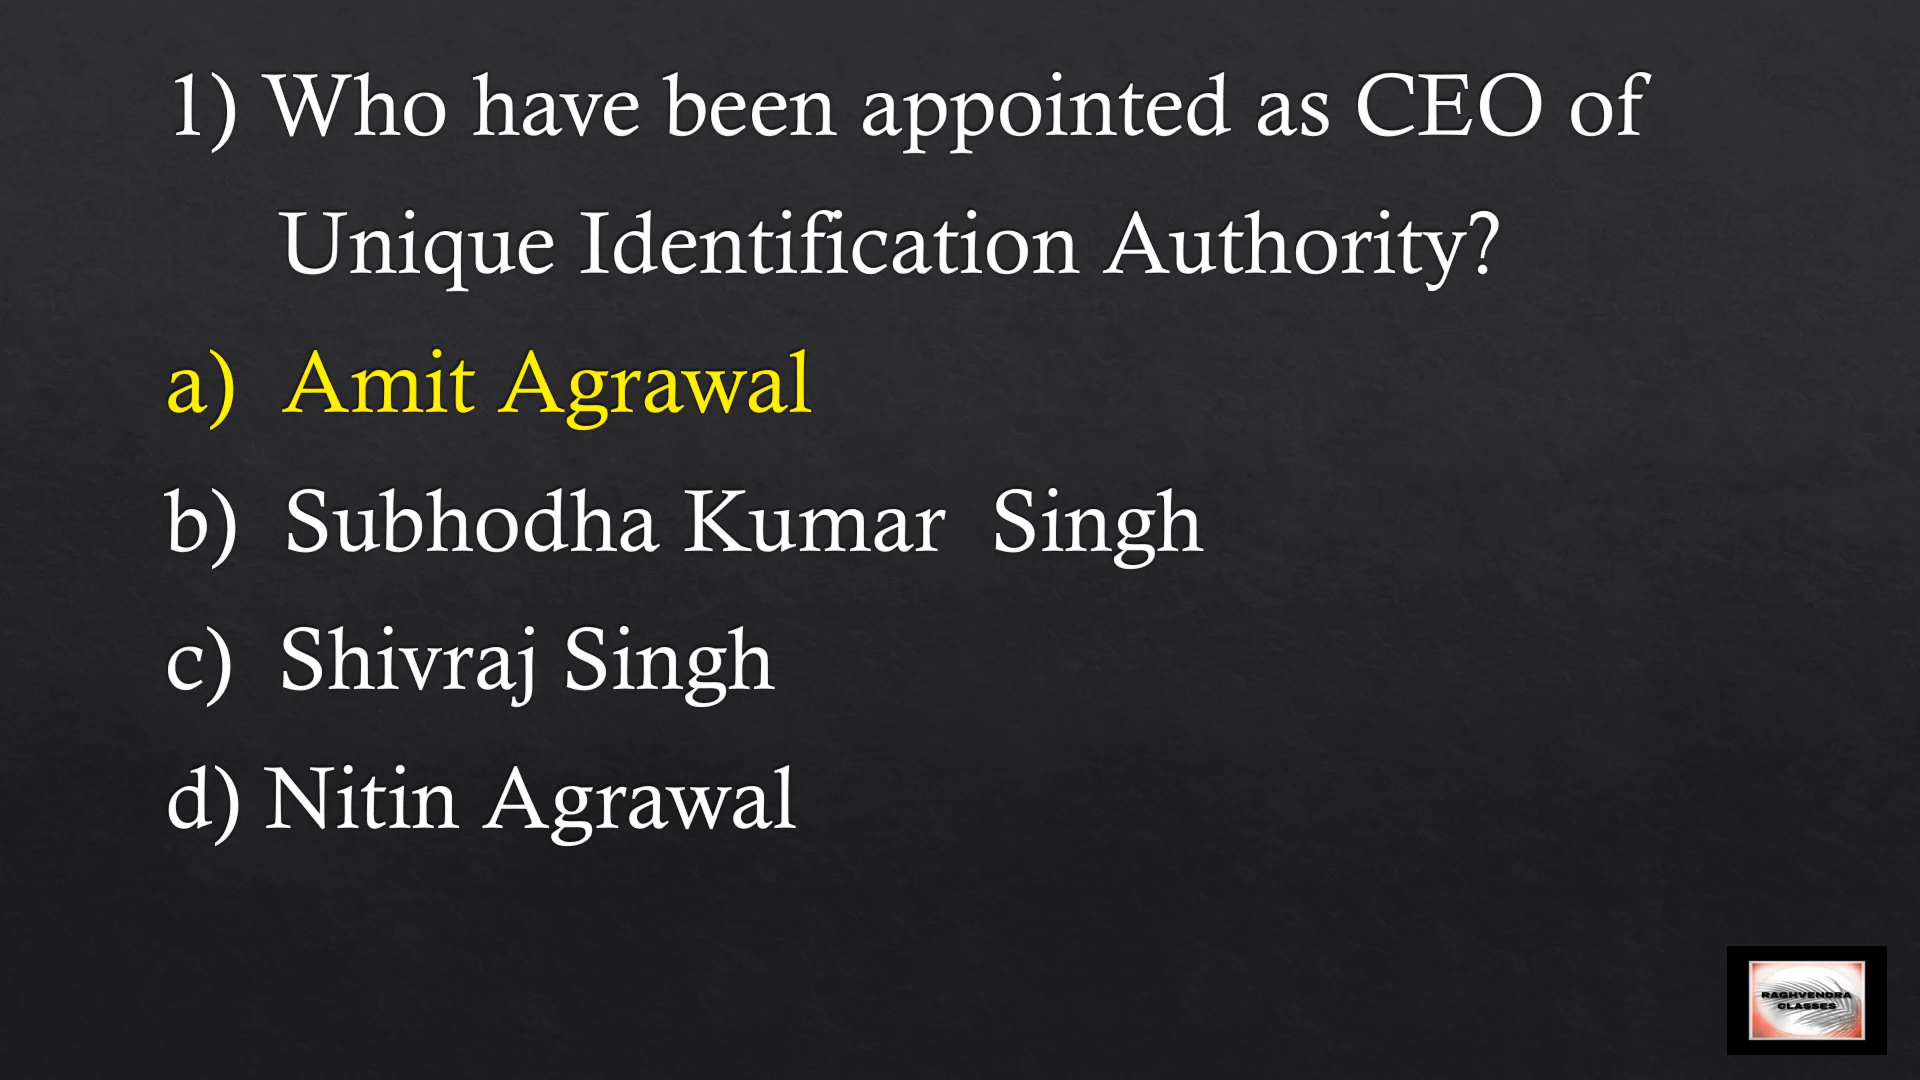 1) Who have been appointed as CEO of
Unique Identification Authority?
a) Amit Agrawal
b) Subhodha Kumar Singh
c) Shivraj Singh
d) Nitin Agrawal
RAGHVENDRA
CLASSES